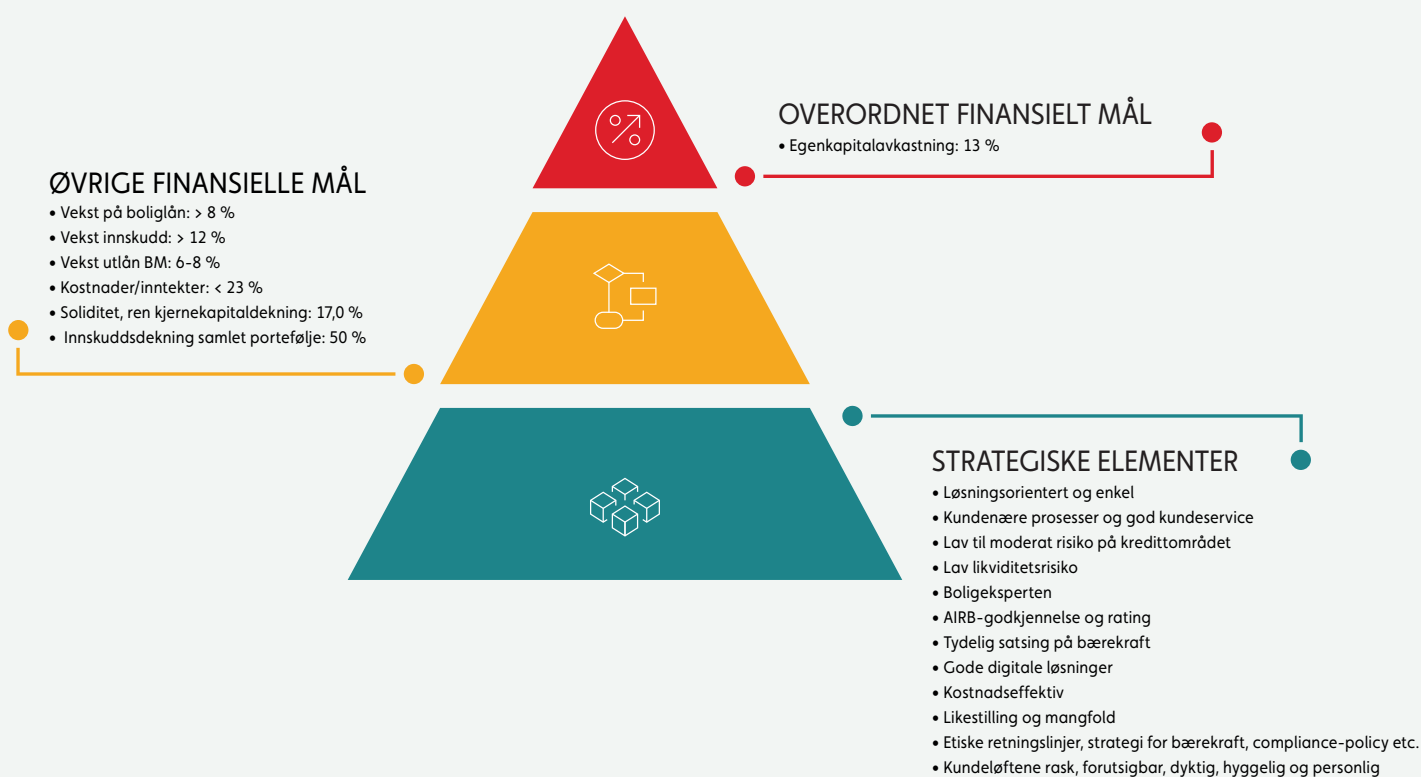 OVERORDNET FINANSIELT MÅL
• Egenkapitalavkastning: 13 %
ØVRIGE FINANSIELLE MÅL
• Vekst på boliglån: > 8 %
• Vekst innskudd: > 12 %
• Vekst utlån BM: 6-8 %
• Kostnader/inntekter: < 23 %
• Soliditet, ren kjernekapitaldekning: 17,0 %
• Innskuddsdekning samlet portefølje: 50 %
STRATEGISKE ELEMENTER
• Løsningsorientert og enkel
• Kundenære prosesser og god kundeservice
• Lav til moderat risiko på kredittområdet
• Lav likviditetsrisiko
• Boligeksperten
• AIRB-godkjennelse og rating
• Tydelig satsing på bærekraft
• Gode digitale løsninger
• Kostnadseffektiv
• Likestilling og mangfold
• Etiske retningslinjer, strategi for bærekraft, compliance-policy etc.
• Kundeløftene rask, forutsigbar, dyktig, hyggelig og personlig